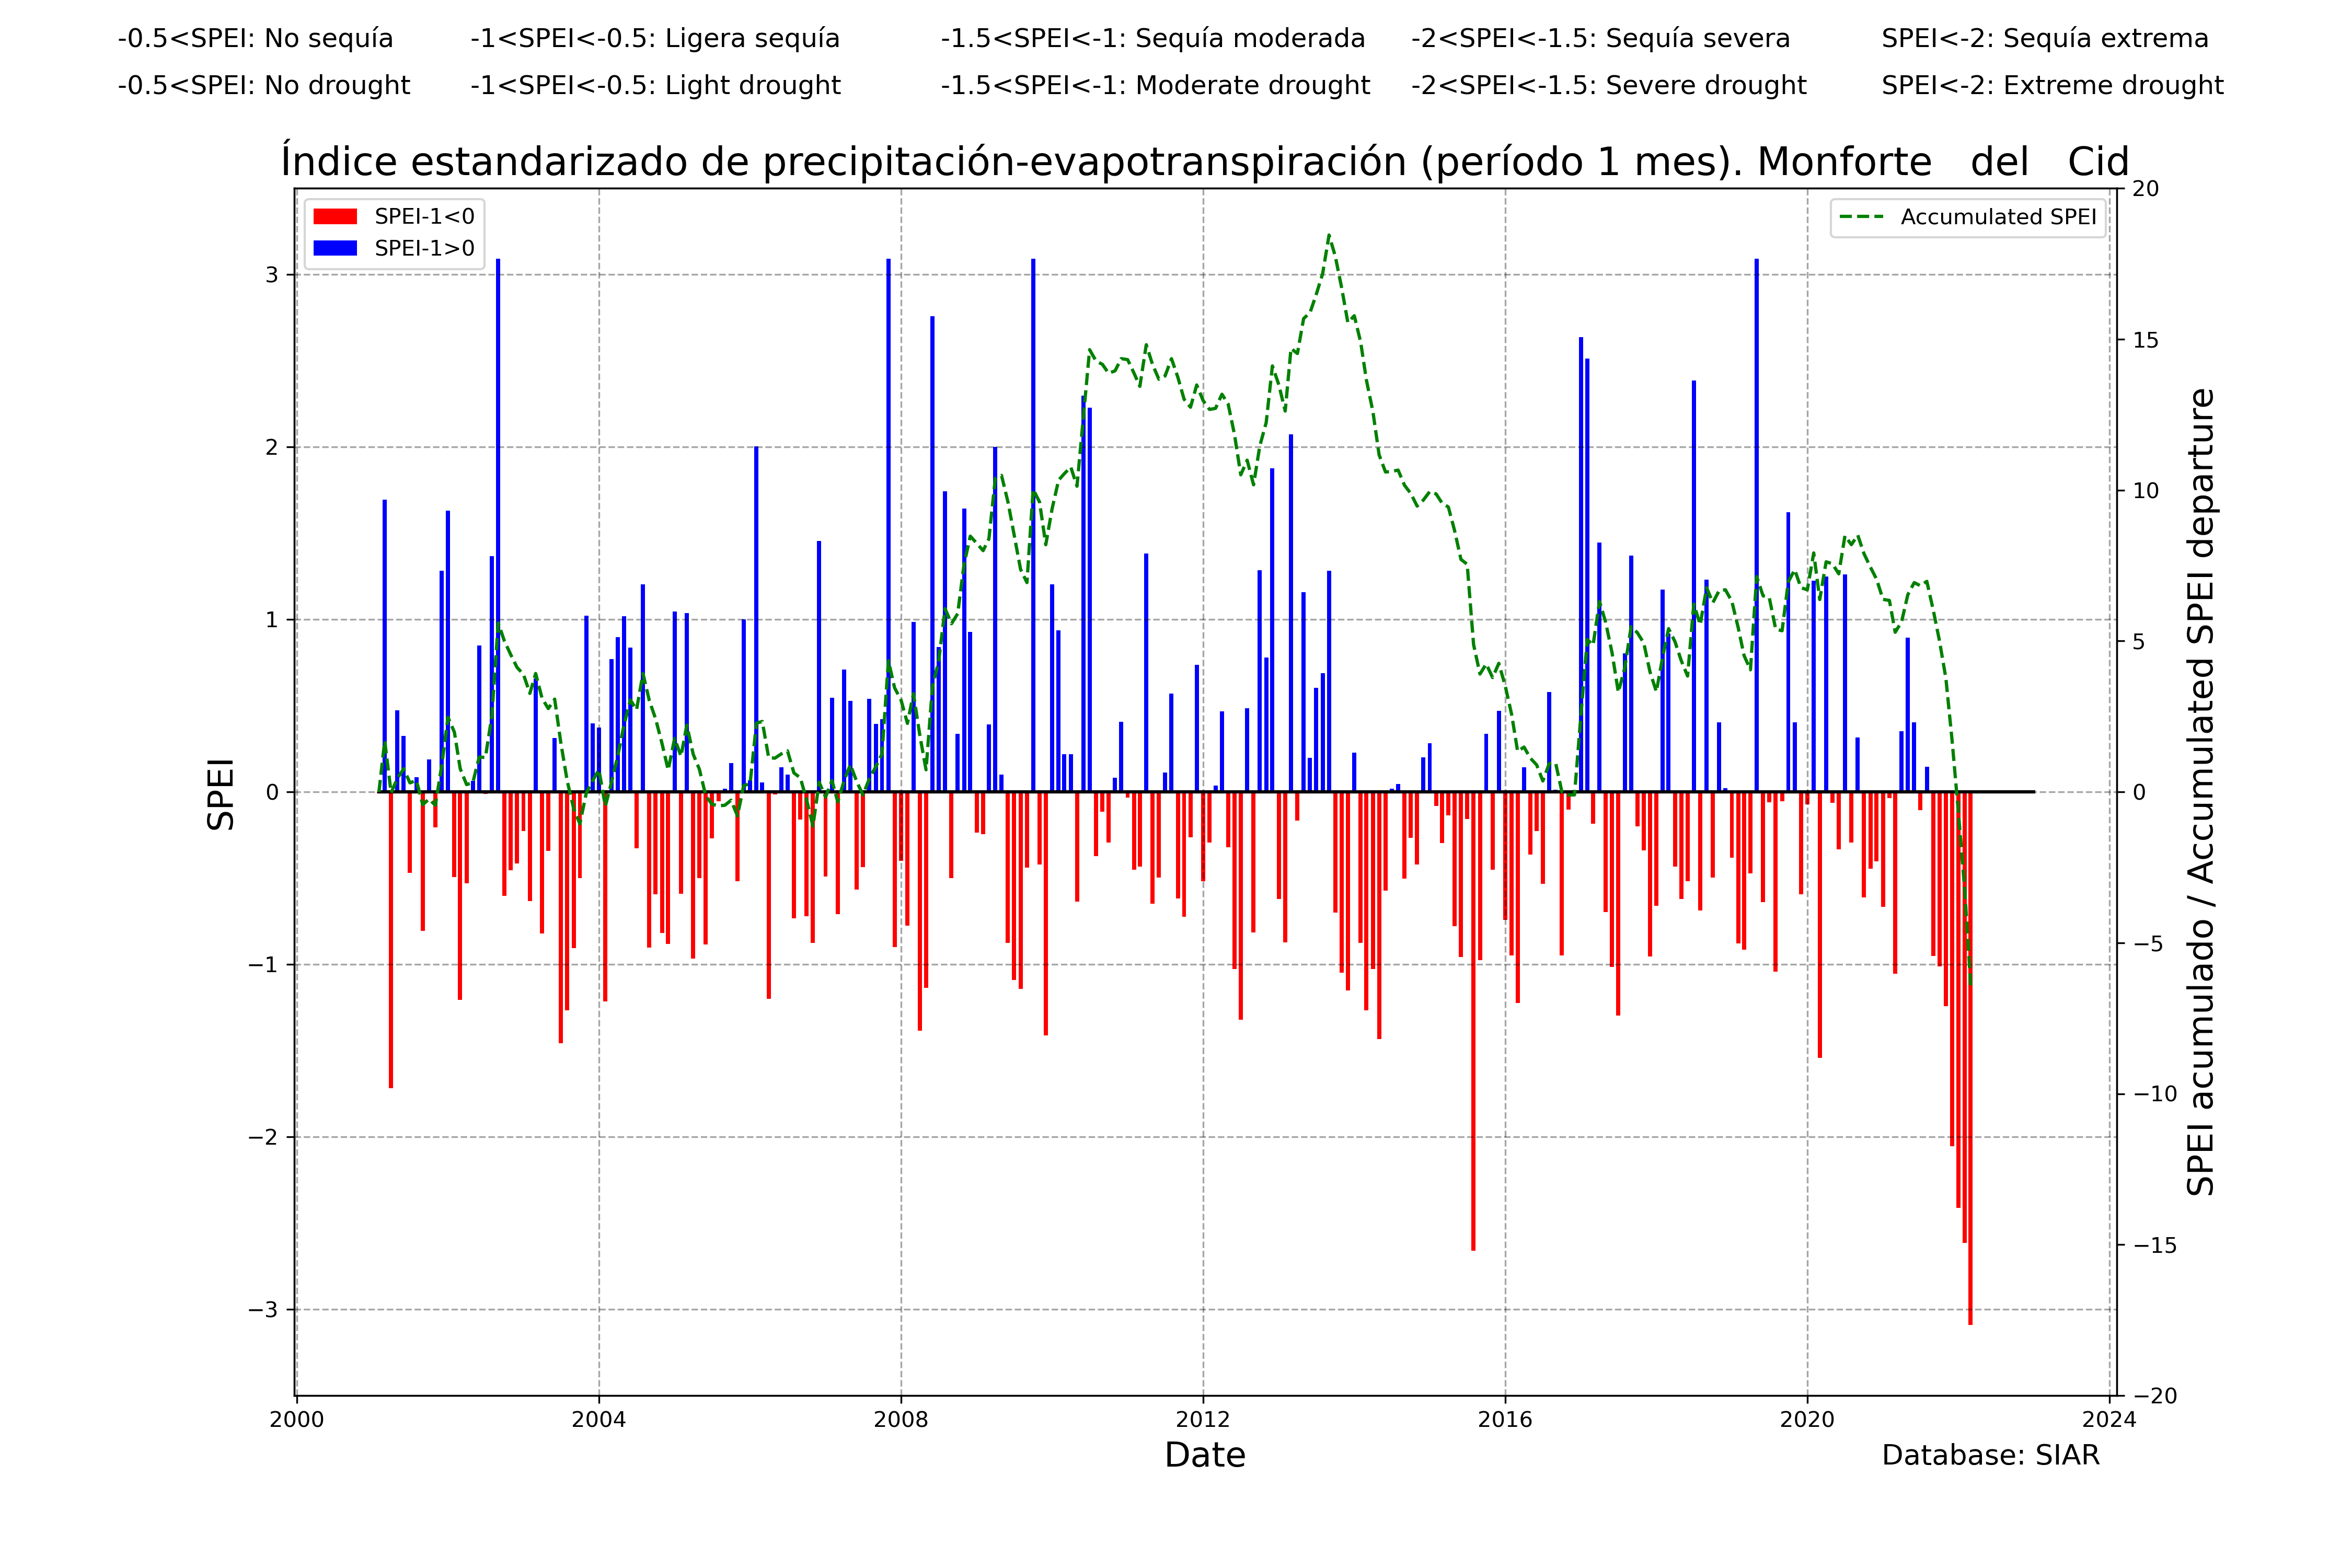 -0.5<SPEI: No sequía -1<SPEI<-0.5: Ligera sequía -1.5<SPEI<-1: Sequía moderada -2<SPEI<-1.5: Sequía severa SPEI<-2: Sequía extrema
-0.5<SPEI: No drought -1<SPEI<-0.5: Light drought -1.5<SPEI<-1: Moderate drought -2<SPEI<-1.5: Severe drought SPEI<-2: Extreme drought
Índice estandarizado de precipitación-evapotranspiración (período 1 mes). Monforte del Cid
SPEI-1<0
SPEI-1>0
Accumulated SPEI
SPEI
3
2
1
0
−1
−2
−3
20
15
10
5
0
−5
−10
−15
−20
SPEI acumulado / Accumulated SPEI departure
2000 2004 2008 2012 2016 2020 2024
Date
Database: SIAR